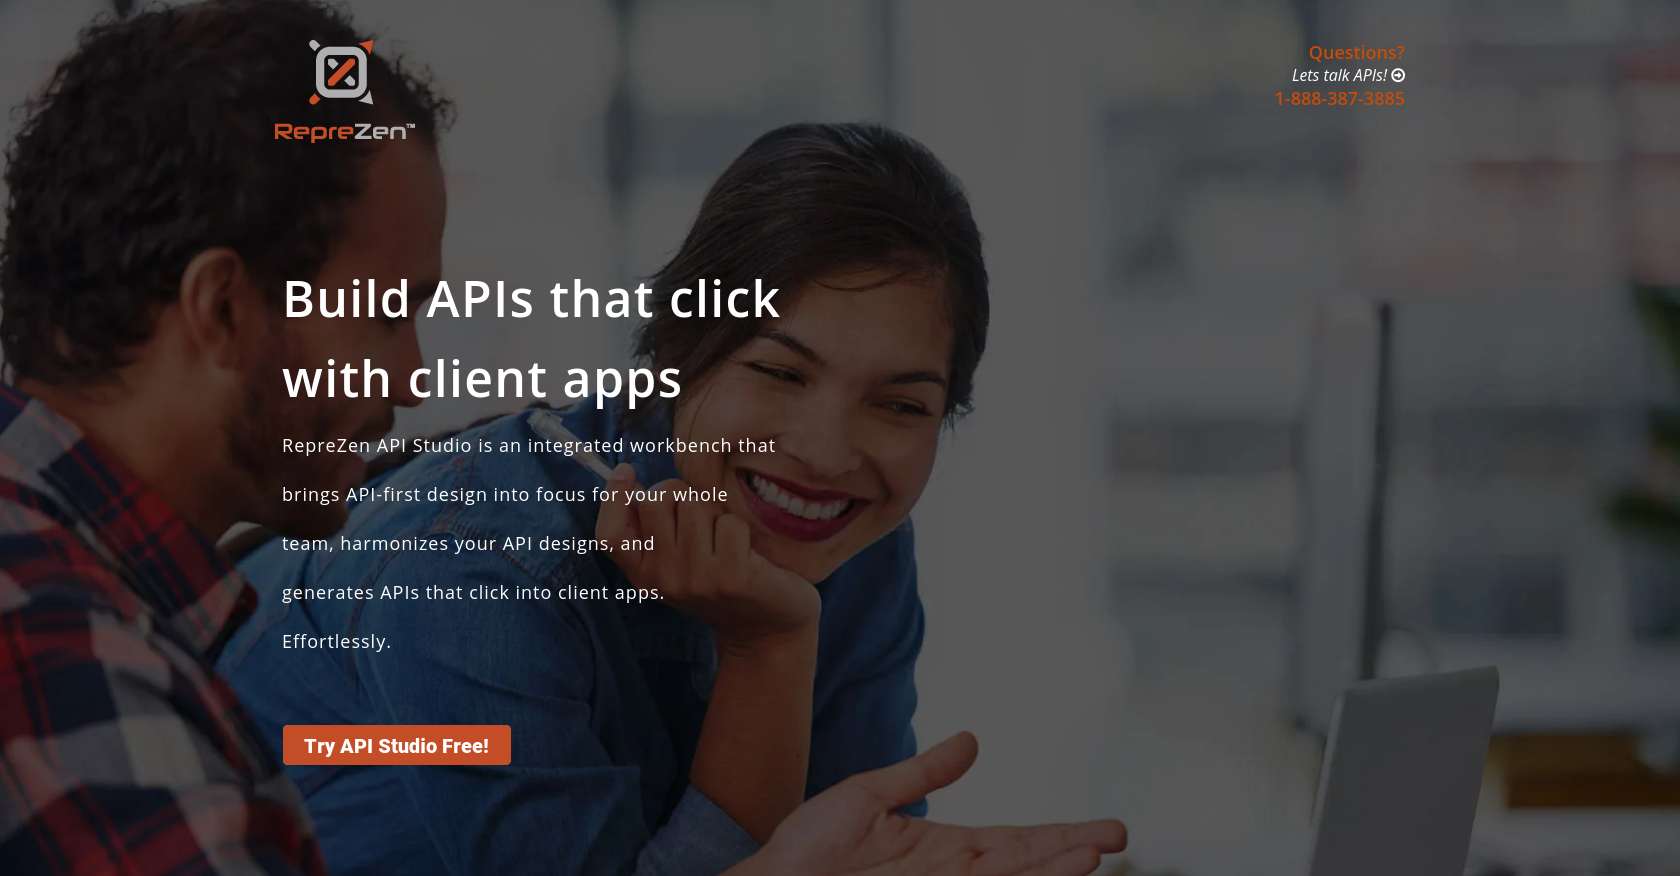 RepreZen™
Questions?
Lets talk APIs!
1-888-387-3885
Build APIs that click
with client apps
RepreZen API Studio is an integrated workbench that
brings API-first design into focus for your whole
team, harmonizes your API designs, and
generates APIs that click into client apps.
Effortlessly.
Try API Studio Free!